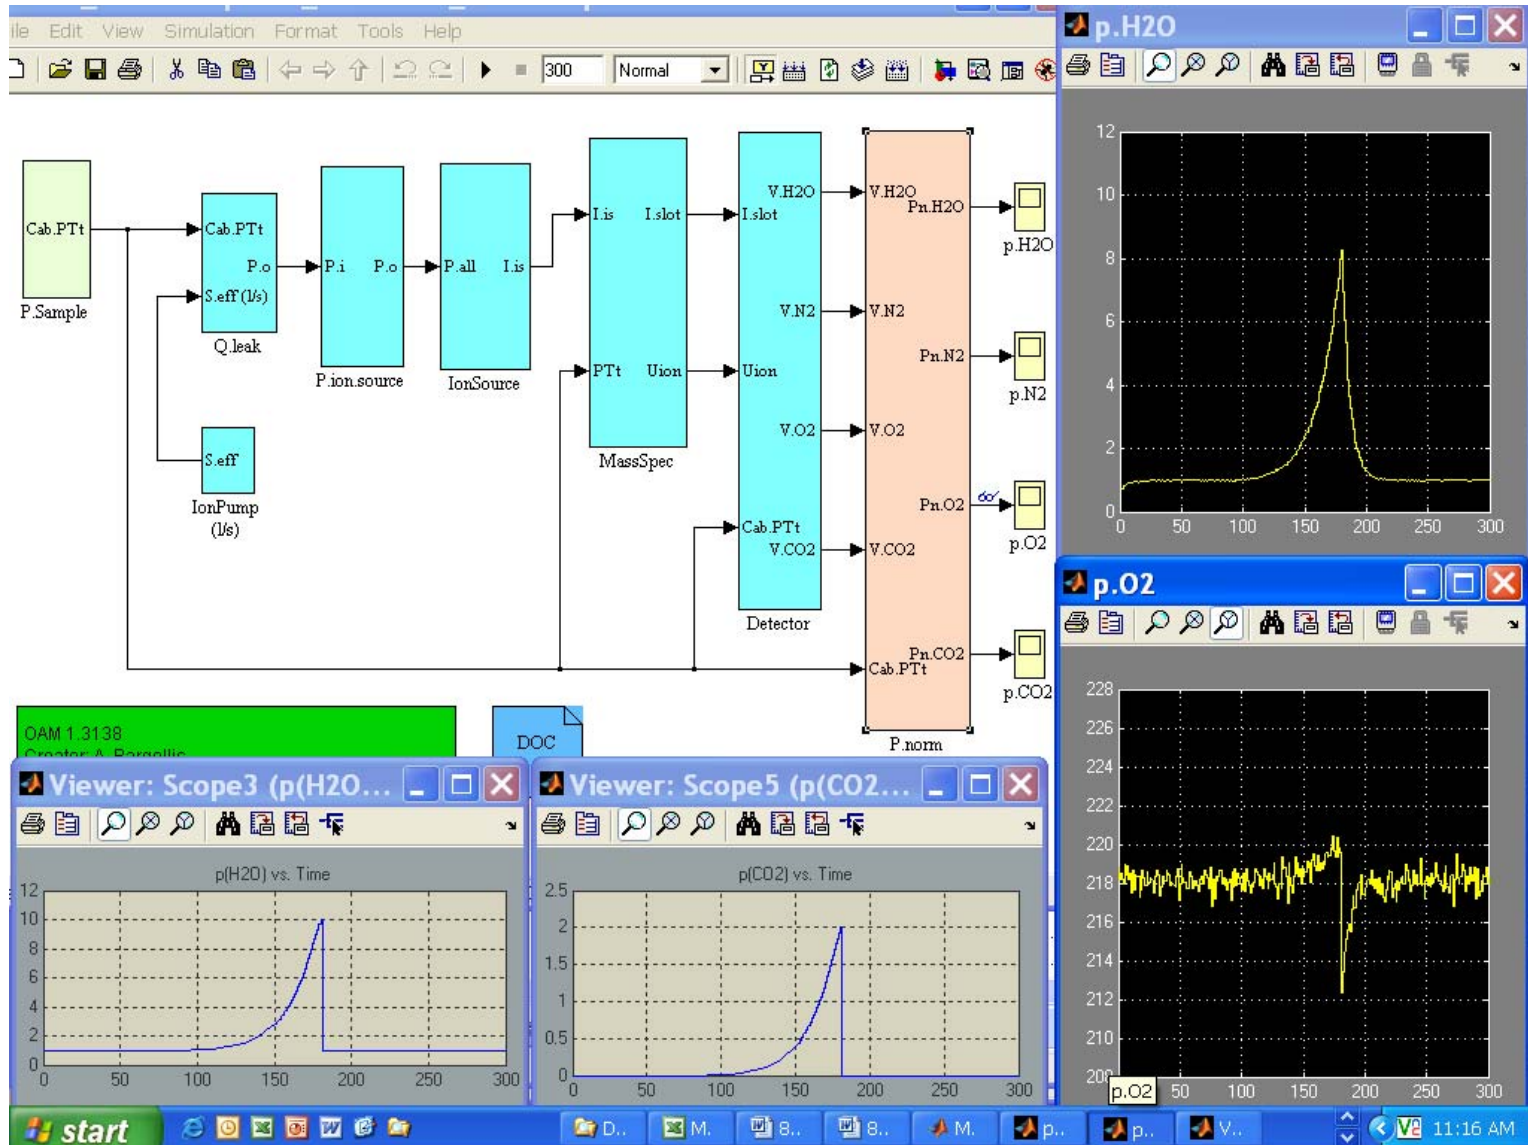 ile Edit View Simulation Format Tools Help
300 Normal
Cab.PTt
P.Sample
Cab.PTt
P.o
S.eff (l/s)
Q.leak
S.eff
IonPump
(l/s)
P.i P.o
P.ion.source
P.all I.is
IonSource
I.is I.slot
PTt Uion
MassSpec
V.H2O
I.slot
V.N2
Uion
V.O2
Cab.PTt
V.CO2
Detector
V.H2O
Pn.H2O
V.N2
Pn.N2
V.O2
Pn.O2
V.CO2
Pn.CO2
Cab.PTt
P.norm
p.H2O
p.N2
p.O2
p.CO2
OAM 1.3138
Creator: A. Bargellis
DOC
p.H2O
12
10
8
6
4
2
0
0 50 100 150 200 250 300
p.O2
228
226
224
222
220
218
216
214
212
210
208
p.O2 50 100 150 200 250 300
Viewer: Scope3 (p(H2O...
p(H2O) vs. Time
12
10
8
6
4
2
0
0 50 100 150 200 250 300
Viewer: Scope5 (p(CO2...
p(CO2) vs. Time
2.5
2
1.5
1
0.5
0
0 50 100 150 200 250 300
start D.. M. 8.. 8.. M. p.. p.. V.. 11:16 AM